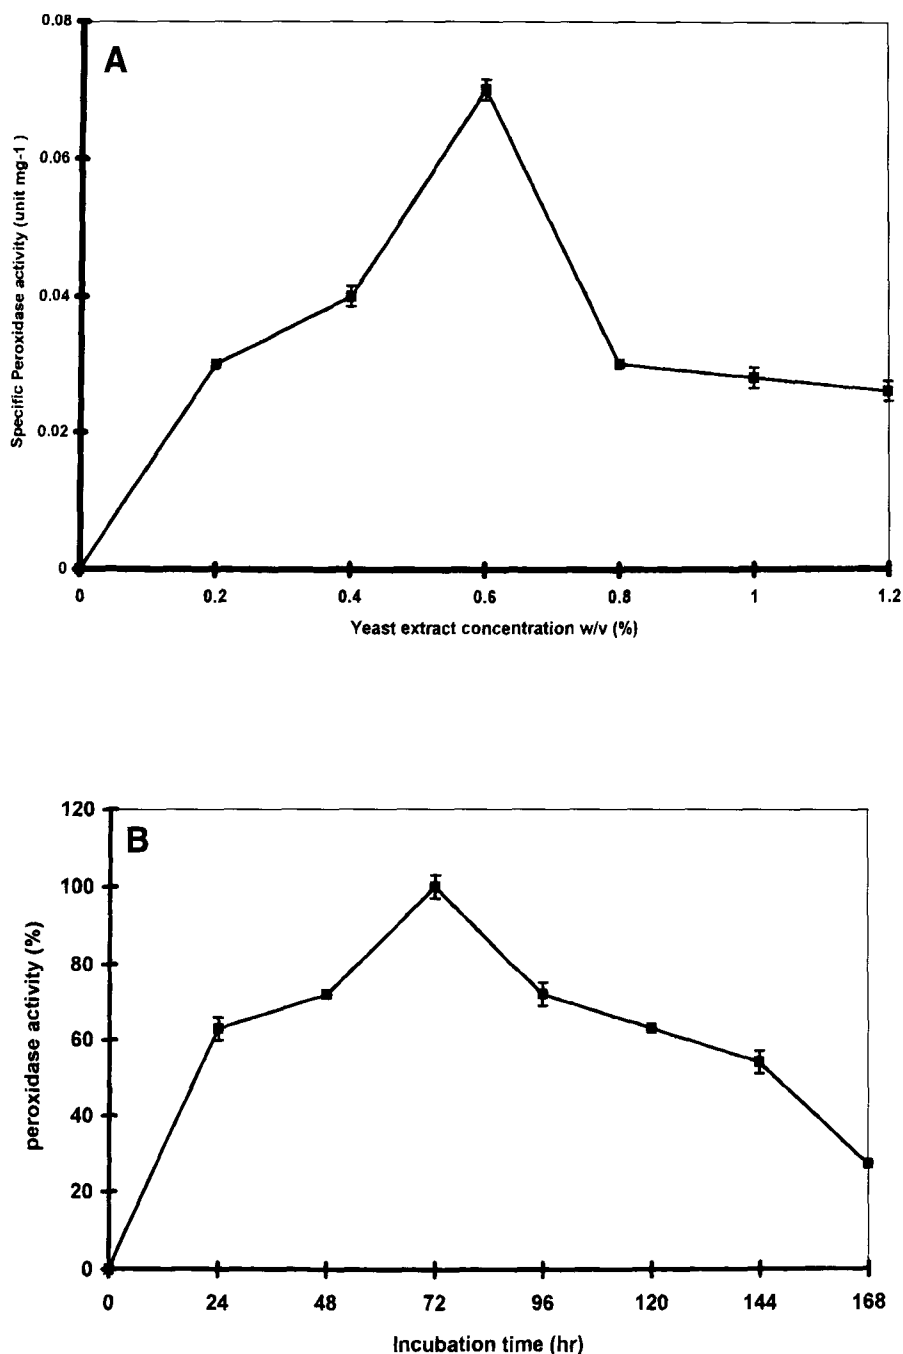 A
Specific Peroxidase activity (unit mg-1 )
0.08
0.06
0.04
0.02
0
0 0.2 0.4 0.6 0.8 1 1.2
Yeast extract concentration w/v (%)
B
peroxidase activity (%)
120
100
80
60
40
20
0
0 24 48 72 96 120 144 168
Incubation time (hr)